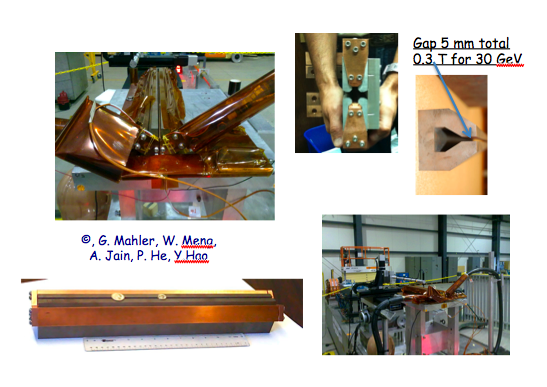 Gap 5 mm total
0.3 T for 30 GeV
©, G. Mahler, W. Meng,
A. Jain, P. He, Y Hao